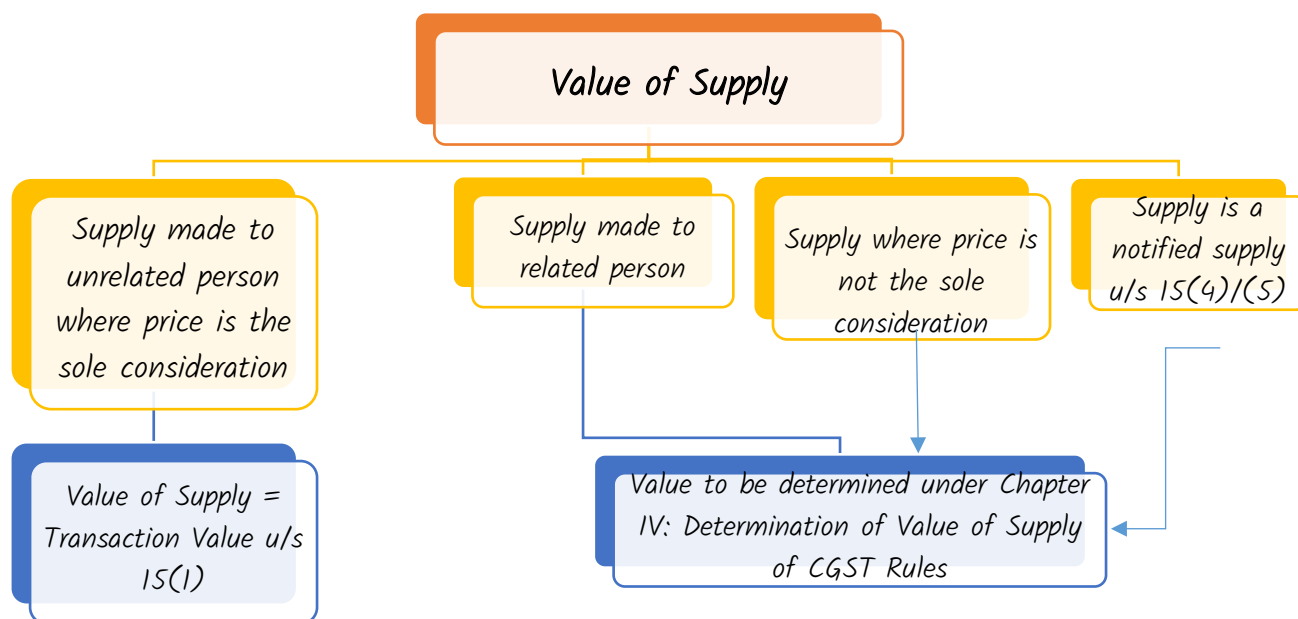 Value of Supply
Supply made to
unrelated person
where price is the
sole consideration
Supply made to
related person
Supply where price is
not the sole
consideration
Supply is a
notified supply
u/s 15(4)/(5)
Value of Supply =
Transaction Value u/s
15(1)
Value to be determined under Chapter
IV: Determination of Value of Supply
of CGST Rules